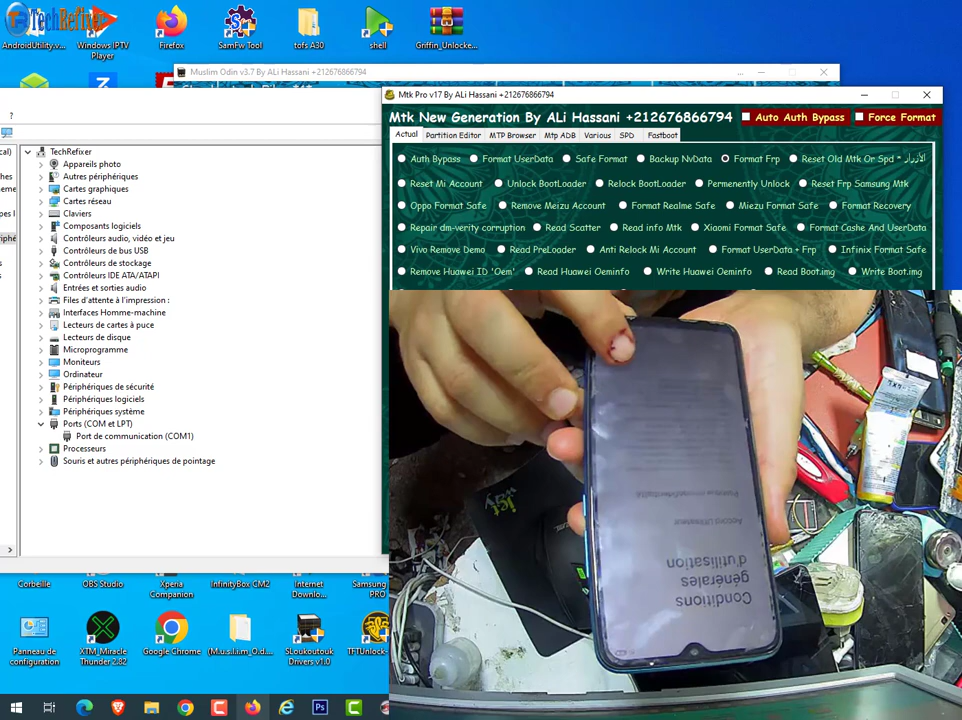 TechRefixer
AndroidUtility.v...
Windows IPTV Player
Firefox
SamFw Tool
tofs A30
shell
Griffin_Unlocke...
Muslim Odin v3.7 By ALi Hassani +212676866794
Mtk Pro v17 By ALi Hassani +212676866794
Mtk New Generation By ALi Hassani +212676866794
Auto Auth Bypass
Force Format
Actual
Partition Editor
MTP Browser
Mtp ADB
Various
SPD
Fastboot
Auth Bypass
Format UserData
Safe Format
Backup NvData
Format Frp
Reset Old Mtk Or Spd * الأزرار
Reset Mi Account
Unlock BootLoader
Relock BootLoader
Permenently Unlock
Reset Frp Samsung Mtk
Oppo Format Safe
Remove Meizu Account
Format Realme Safe
Miezu Format Safe
Format Recovery
Repair dm-verity corruption
Read Scatter
Read info Mtk
Xiaomi Format Safe
Format Cache And UserData
Vivo Remove Demo
Read PreLoader
Anti Relock Mi Account
Format UserData + Frp
Infinix Format Safe
Remove Huawei ID 'Oem'
Read Huawei Oeminfo
Write Huawei Oeminfo
Read Boot.img
Write Boot.img
?
cal)
TechRefixer
Appareils photo
Autres périphériques
Cartes graphiques
Cartes réseau
Claviers
Composants logiciels
Contrôleurs audio, vidéo et jeu
Contrôleurs de bus USB
Contrôleurs de stockage
Contrôleurs IDE ATA/ATAPI
Entrées et sorties audio
Files d'attente à l'impression :
Interfaces Homme-machine
Lecteurs de cartes à puce
Lecteurs de disque
Microprogramme
Moniteurs
Ordinateur
Périphériques de sécurité
Périphériques logiciels
Périphériques système
Ports (COM et LPT)
Port de communication (COM1)
Processeurs
Souris et autres périphériques de pointage
Conditions
générales
d'utilisation
Accord Utilisateur
Corbeille
OBS Studio
Xperia Companion
InfinityBox CM2
Internet Downlo...
Samsung PRO
Panneau de configuration
XTM_Miracle Thunder 2.82
Google Chrome
(M.u.s.l.i.m_O.d...
SLoukoutouk Drivers v1.0
TFTUnlock-